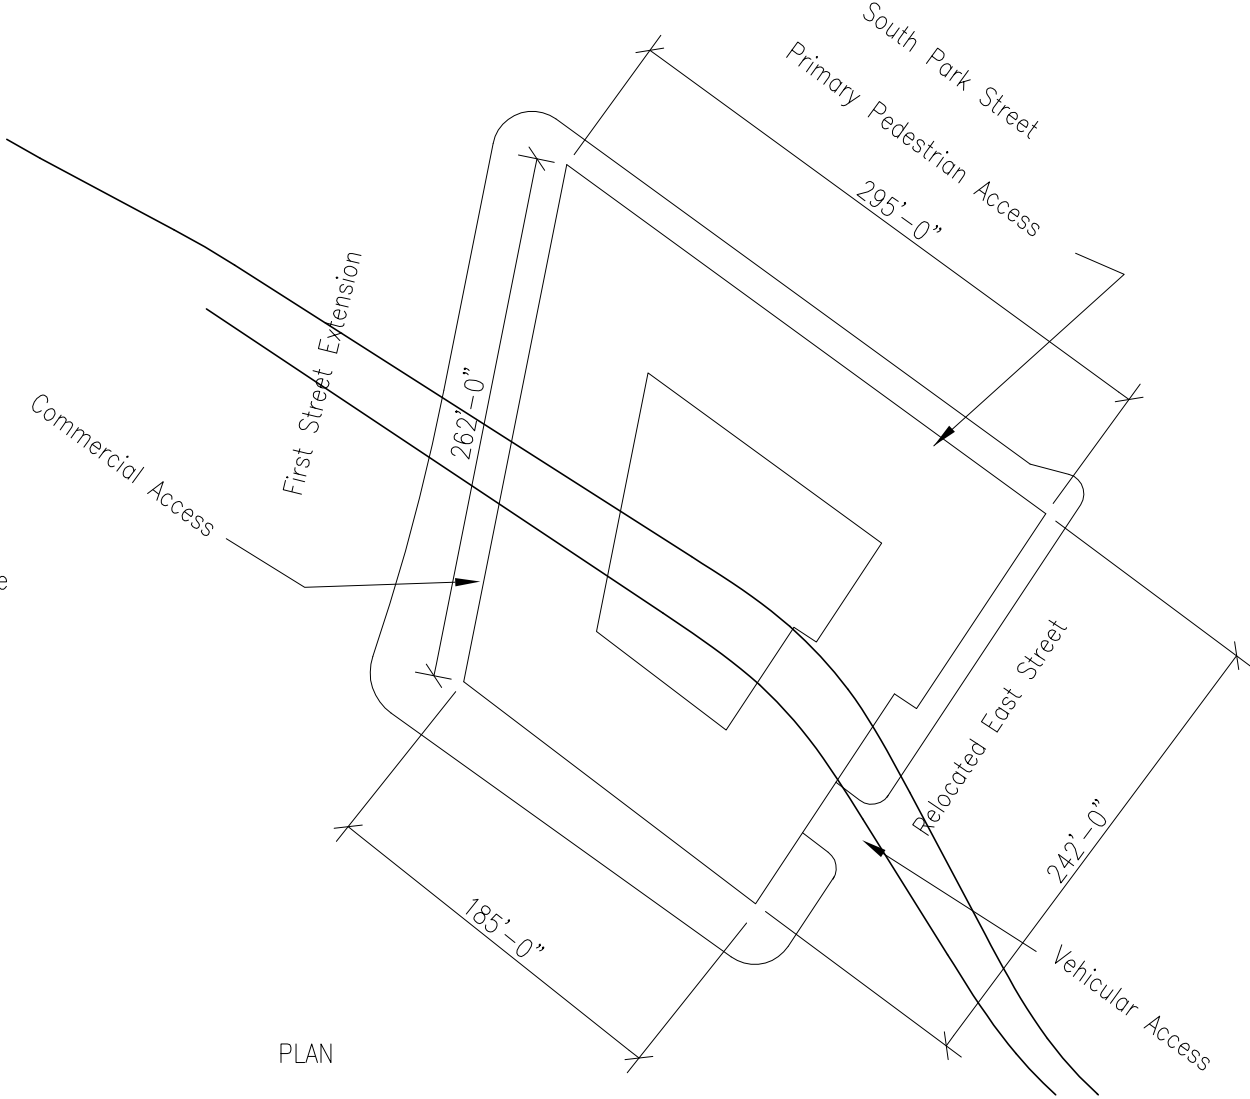 South Park Street
Primary Pedestrian Access
295'-0"
First Street Extension
262'-0"
Commercial Access
e
Relocated East Street
242'-0"
185'-0"
Vehicular Access
PLAN